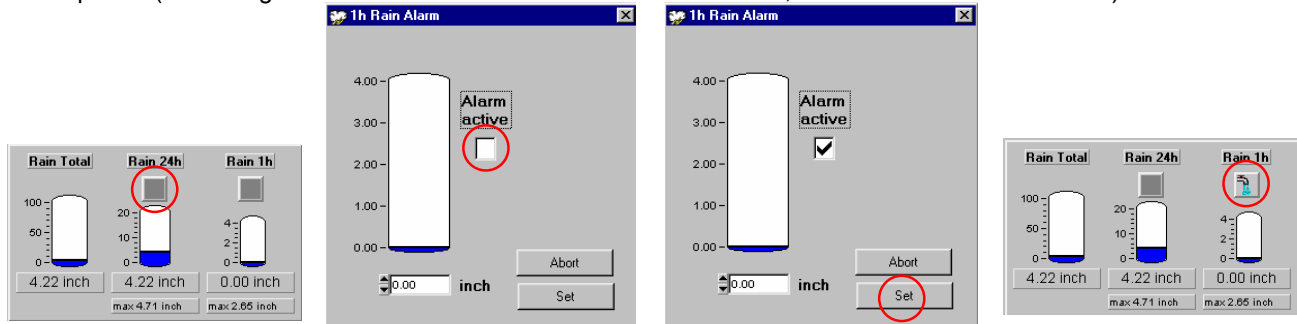 Rain Total Rain 24h Rain 1h
100
50
0
20
10
0
4
2
0
4.22 inch 4.22 inch 0.00 inch
max 4.71 inch max 2.65 inch
1h Rain Alarm
4.00
3.00
2.00
1.00
0.00
Alarm
active
0.00 inch
Abort
Set
1h Rain Alarm
4.00
3.00
2.00
1.00
0.00
Alarm
active
0.00 inch
Abort
Set
Rain Total Rain 24h Rain 1h
100
50
0
20
10
0
4
2
0
4.22 inch 4.22 inch 0.00 inch
max 4.71 inch max 2.65 inch